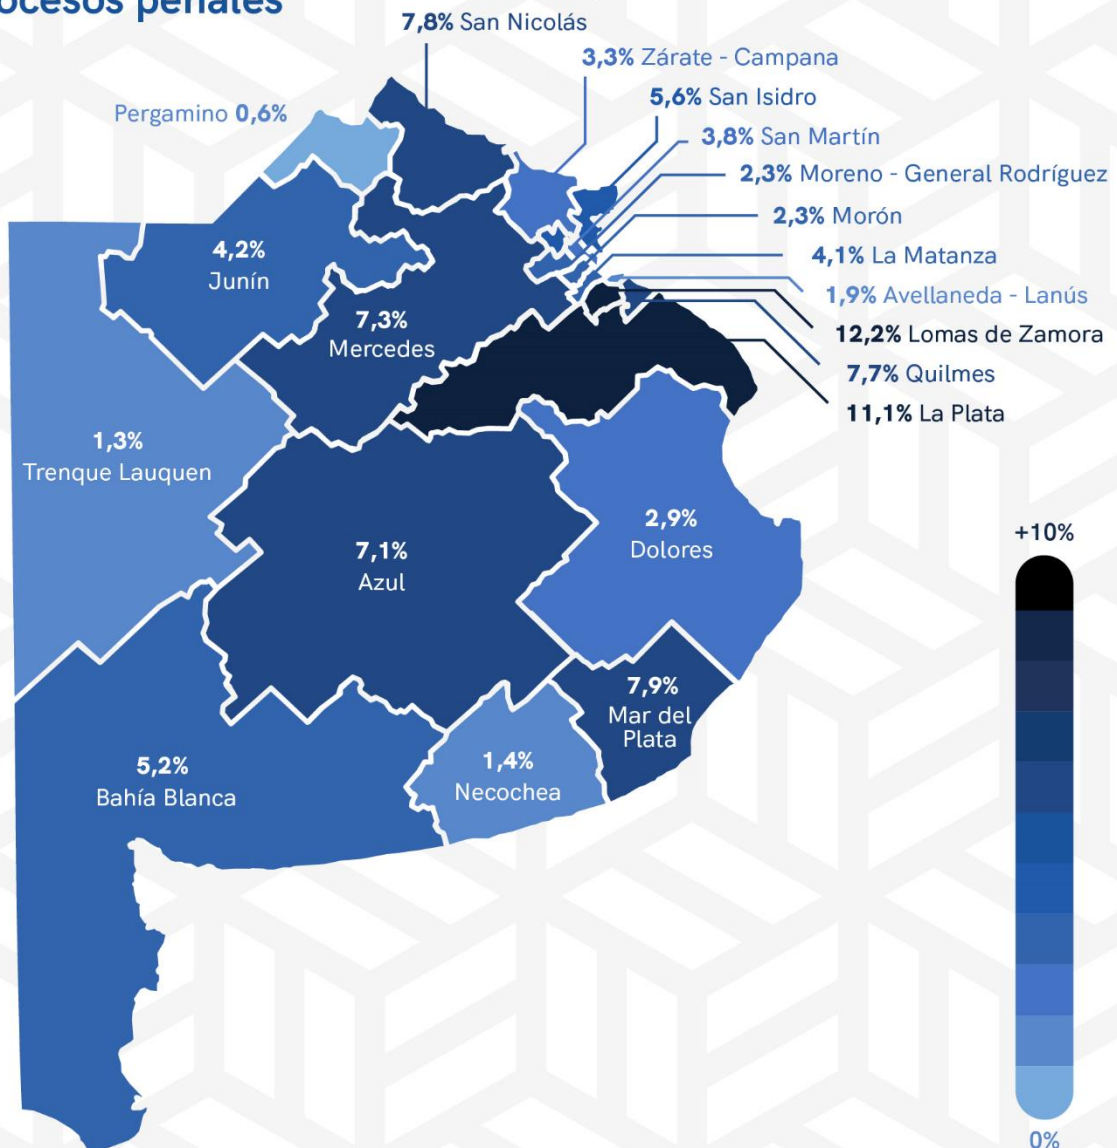 procesos penales
7,8% San Nicolás
3,3% Zárate - Campana
5,6% San Isidro
Pergamino 0,6%
3,8% San Martín
2,3% Moreno - General Rodríguez
2,3% Morón
4,1% La Matanza
1,9% Avellaneda - Lanús
12,2% Lomas de Zamora
7,7% Quilmes
11,1% La Plata
4,2%
Junín
7,3%
Mercedes
1,3%
Trenque Lauquen
2,9%
Dolores
7,1%
Azul
7,9%
Mar del
Plata
5,2%
Bahía Blanca
1,4%
Necochea
+10%
0%